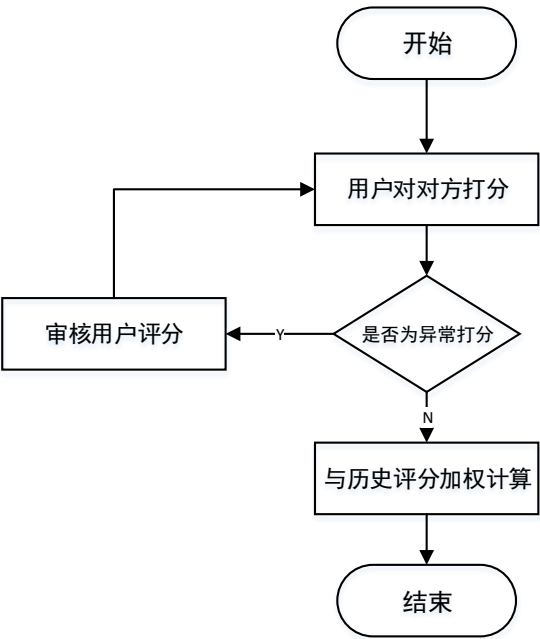 开始
用户对对方打分
审核用户评分
Y
是否为异常打分
N
与历史评分加权计算
结束